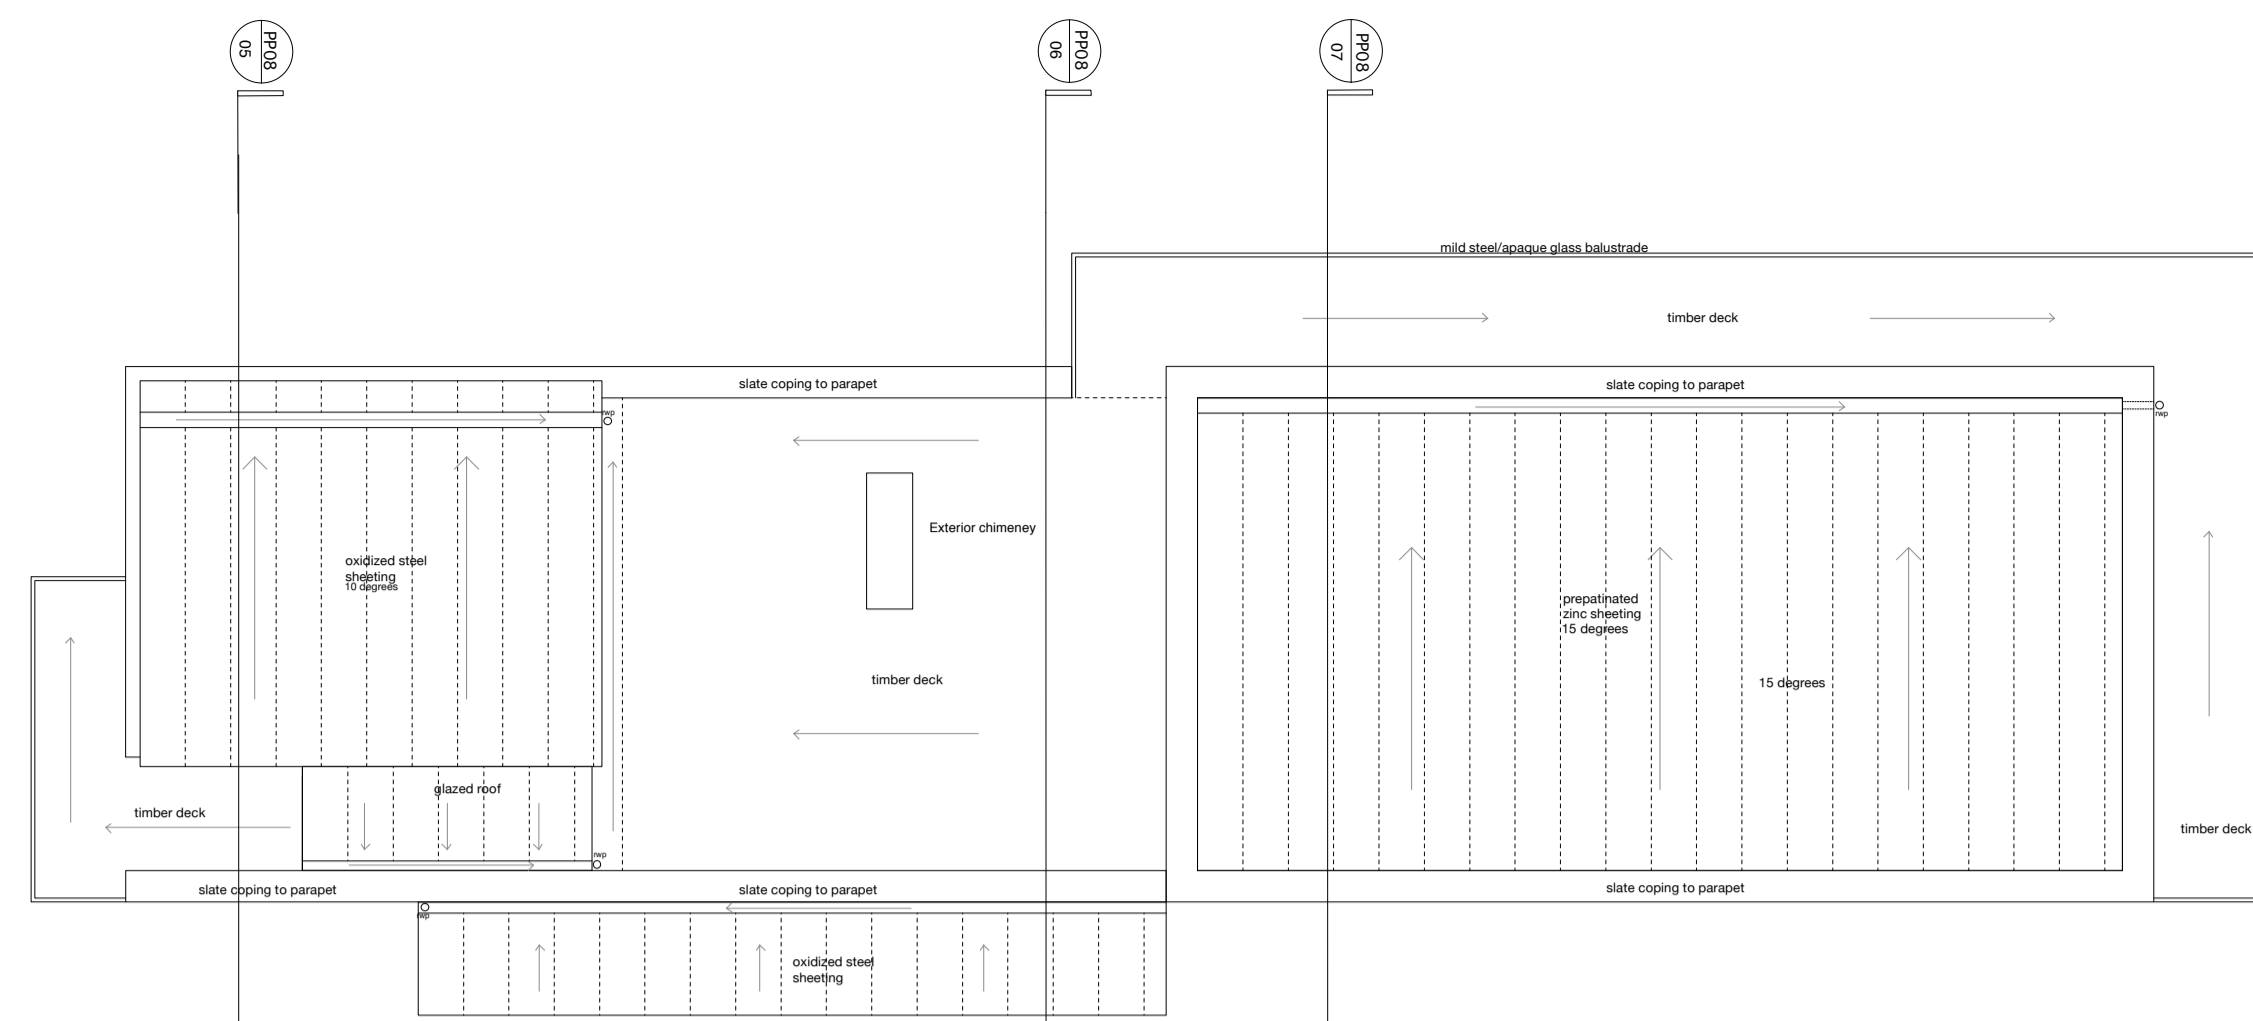 PP08
05
PP08
06
PP08
07
mild steel/apaque glass balustrade
timber deck
slate coping to parapet
slate coping to parapet
rwp
rwp
Exterior chimeney
oxidized steel
sheeting
10 degrees
prepatinated
zinc sheeting
15 degrees
timber deck
15 degrees
glazed roof
timber deck
timber deck
rwp
slate coping to parapet
slate coping to parapet
slate coping to parapet
rwp
oxidized steel
sheeting